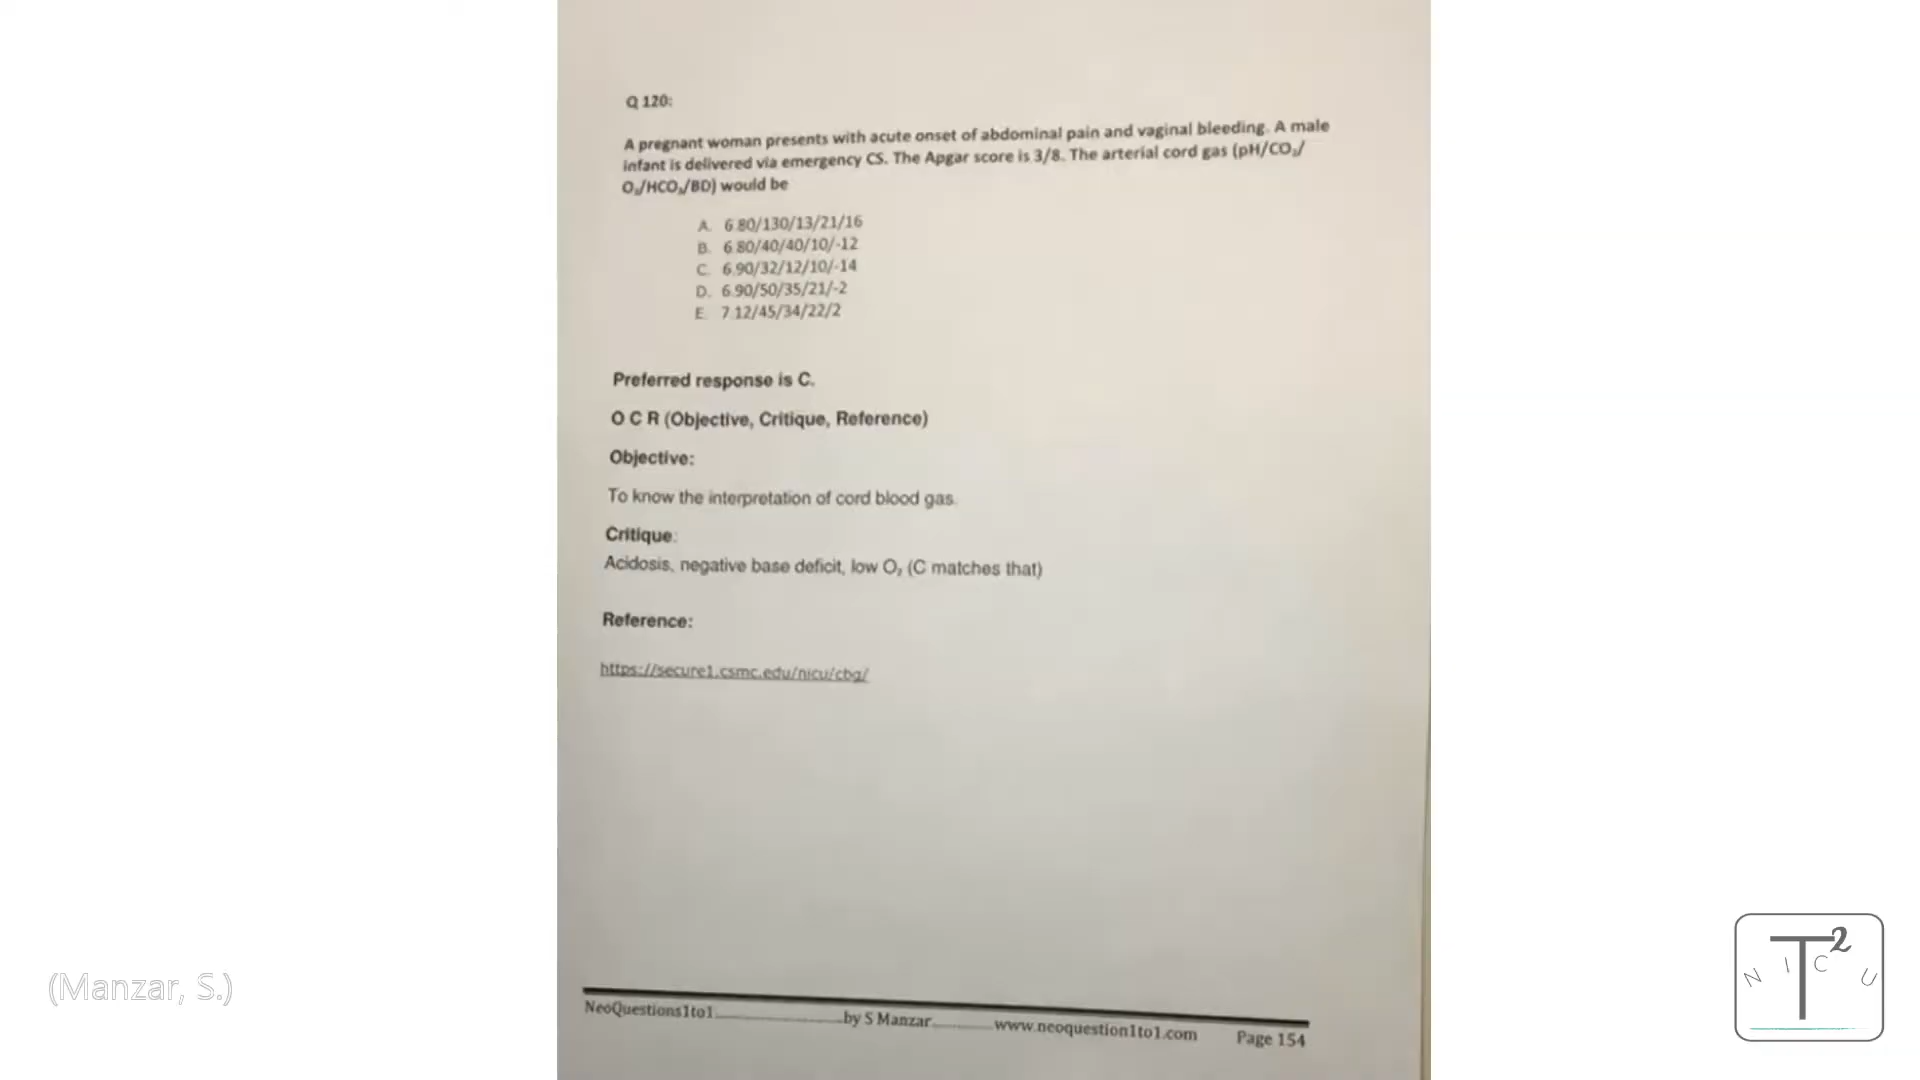 Q 120:
A pregnant woman presents with acute onset of abdominal pain and vaginal bleeding. A male
infant is delivered via emergency CS. The Apgar score is 3/8. The arterial cord gas (pH/CO₂/
O₂/HCO₃/BD) would be
A. 6.80/130/13/21/16
B. 6.80/40/40/10/-12
C. 6.90/32/12/10/-14
D. 6.90/50/35/21/-2
E. 7.12/45/34/22/2
Preferred response is C.
O C R (Objective, Critique, Reference)
Objective:
To know the interpretation of cord blood gas.
Critique:
Acidosis, negative base deficit, low O₂ (C matches that)
Reference:
https://secure1.csmc.edu/nicu/cbg/
NeoQuestions1to1..............................by S Manzar..............www.neoquestion1to1.com Page 154
(Manzar, S.)
T²
N I C U